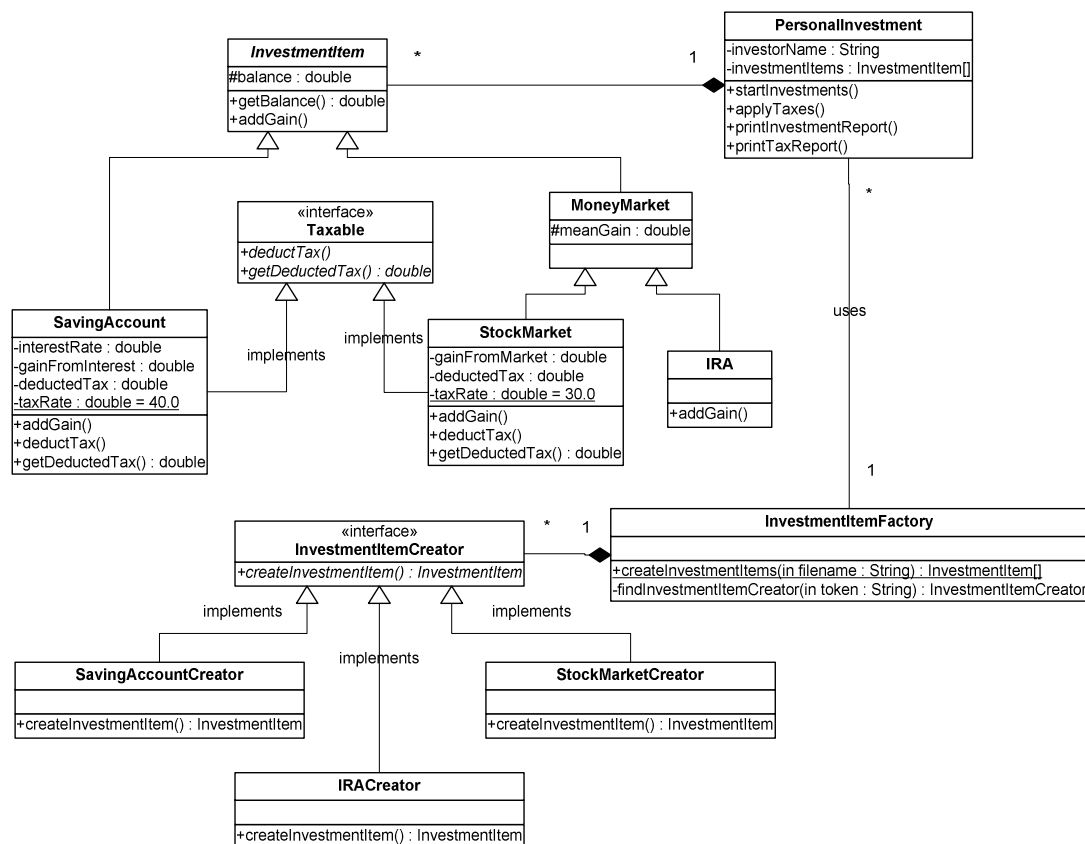 PersonalInvestment
-investorName : String
-investmentItems : InvestmentItem[]
+startInvestments()
+applyTaxes()
+printInvestmentReport()
+printTaxReport()
InvestmentItem
#balance : double
+getBalance() : double
+addGain()
*
1
«interface»
Taxable
+deductTax()
+getDeductedTax() : double
MoneyMarket
#meanGain : double
*
SavingAccount
-interestRate : double
-gainFromInterest : double
-deductedTax : double
-taxRate : double = 40.0
+addGain()
+deductTax()
+getDeductedTax() : double
implements
implements
StockMarket
-gainFromMarket : double
-deductedTax : double
-taxRate : double = 30.0
+addGain()
+deductTax()
+getDeductedTax() : double
IRA
+addGain()
uses
1
«interface»
InvestmentItemCreator
+createInvestmentItem() : InvestmentItem
*
1
InvestmentItemFactory
+createInvestmentItems(in filename : String) : InvestmentItem[]
-findInvestmentItemCreator(in token : String) : InvestmentItemCreator
implements
implements
implements
SavingAccountCreator
+createInvestmentItem() : InvestmentItem
StockMarketCreator
+createInvestmentItem() : InvestmentItem
IRACreator
+createInvestmentItem() : InvestmentItem